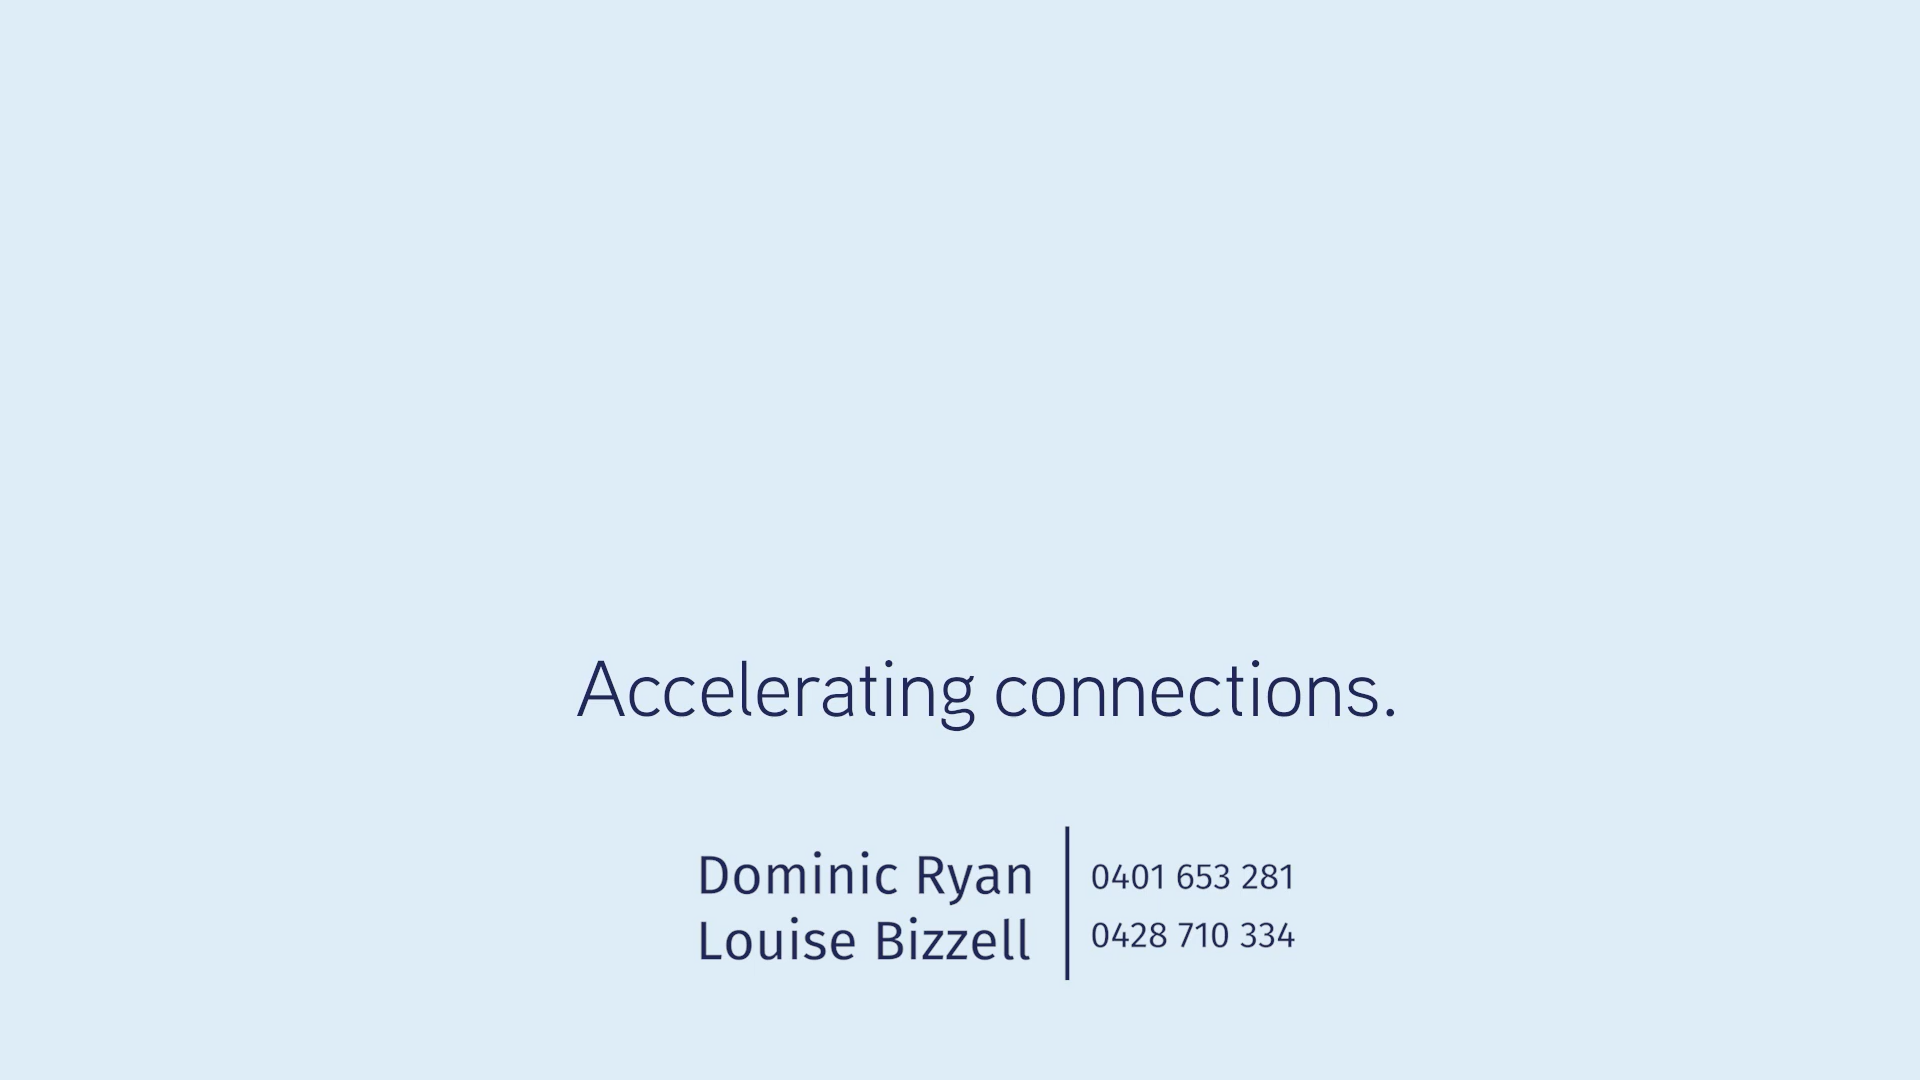 Accelerating connections.
Dominic Ryan 0401 653 281
Louise Bizzell 0428 710 334